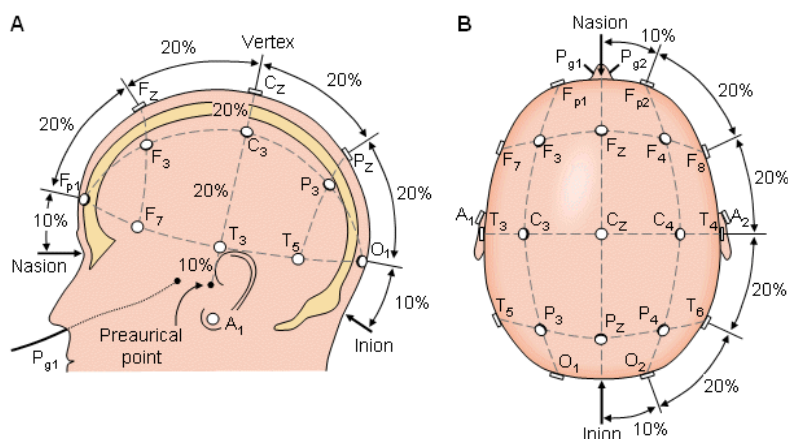 A
20%
Vertex
20%
FZ
CZ
20%
20%
20%
PZ
F3
C3
Fp1
20%
P3
20%
10%
F7
T3
T5
O1
Nasion
10%
10%
Preaurical
point
A1
Inion
Pg1
B
Nasion
10%
Pg1
Pg2
20%
Fp1
Fp2
F7
F3
FZ
F4
F8
20%
A1
T3
C3
CZ
C4
T4
A2
20%
T5
P3
PZ
P4
T6
O1
O2
20%
Inion
10%